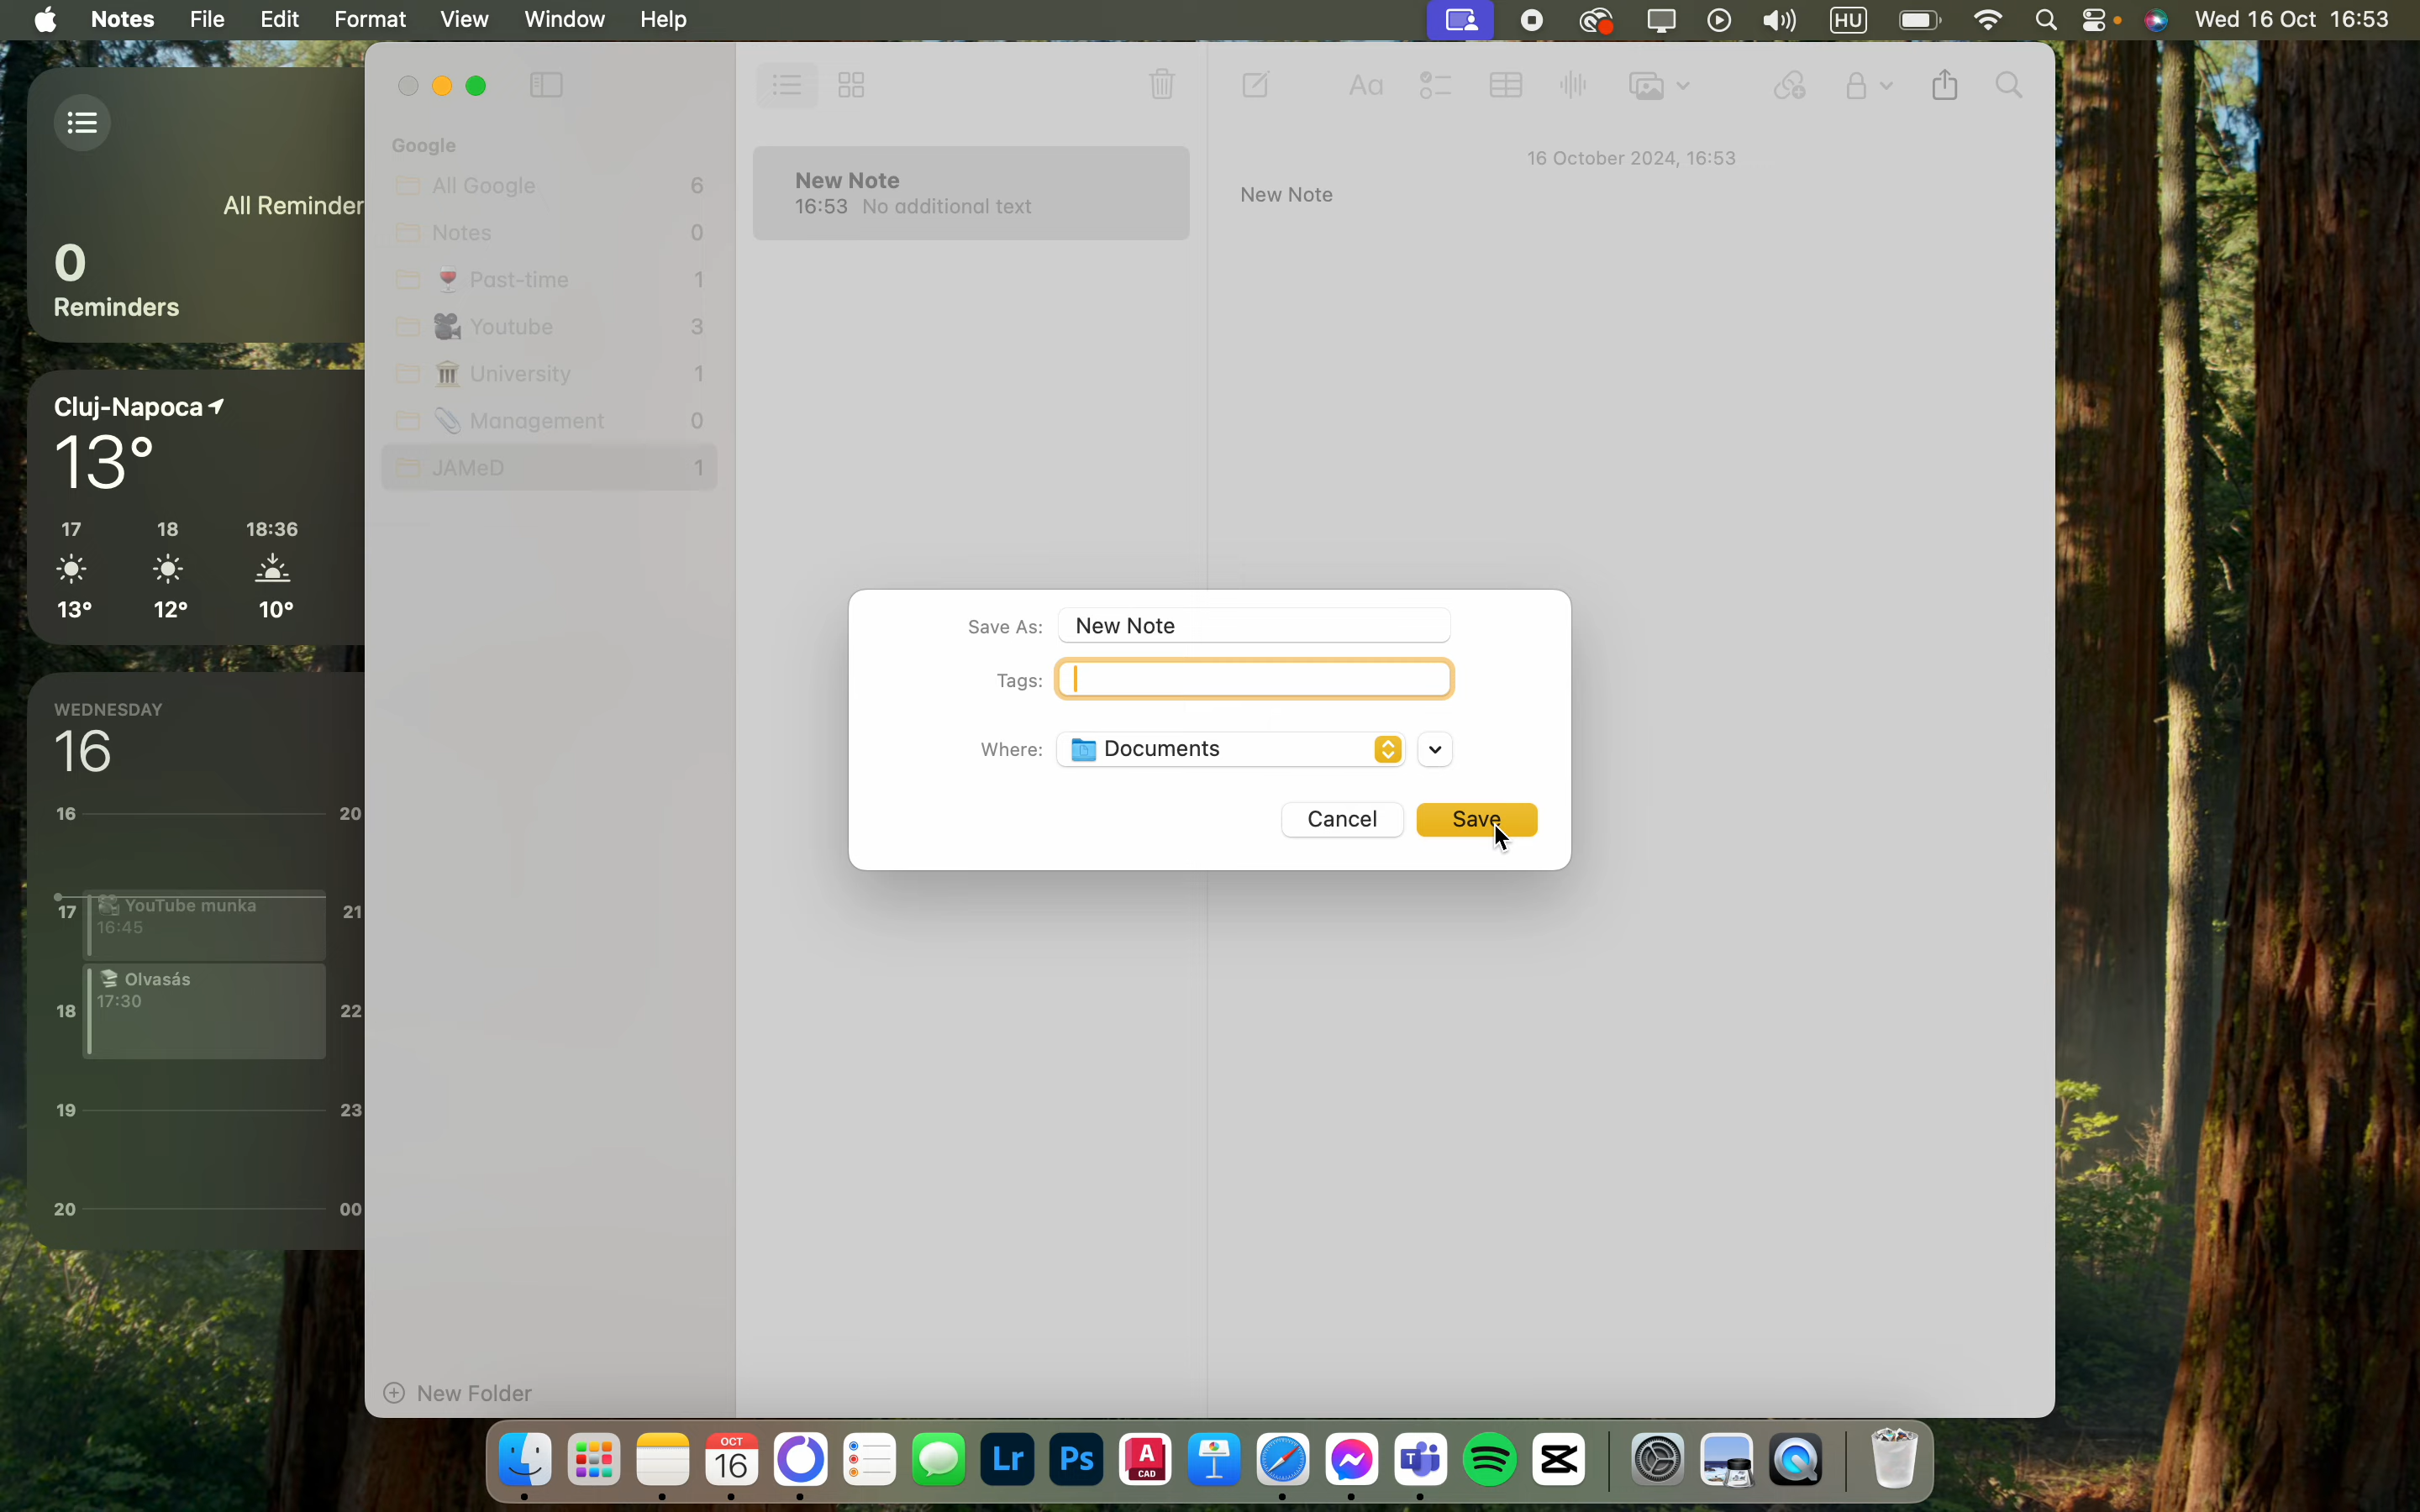 Notes File Edit Format View Window Help
HU Wed 16 Oct 16:53
All Reminder
0
Reminders
Cluj-Napoca
13°
17 18 18:36
13° 12° 10°
WEDNESDAY
16
16 20
YouTube munka
17 21
16:45
Olvasás
17:30
18 22
19 23
20 00
Google
All Google 6
Notes 0
Past-time 1
Youtube 3
University 1
Management 0
JAMeD 1
New Folder
New Note
16:53 No additional text
Aa
16 October 2024, 16:53
New Note
Save As: New Note
Tags:
Where: Documents
Cancel Save
OCT
16
Lr
Ps
A
CAD
T